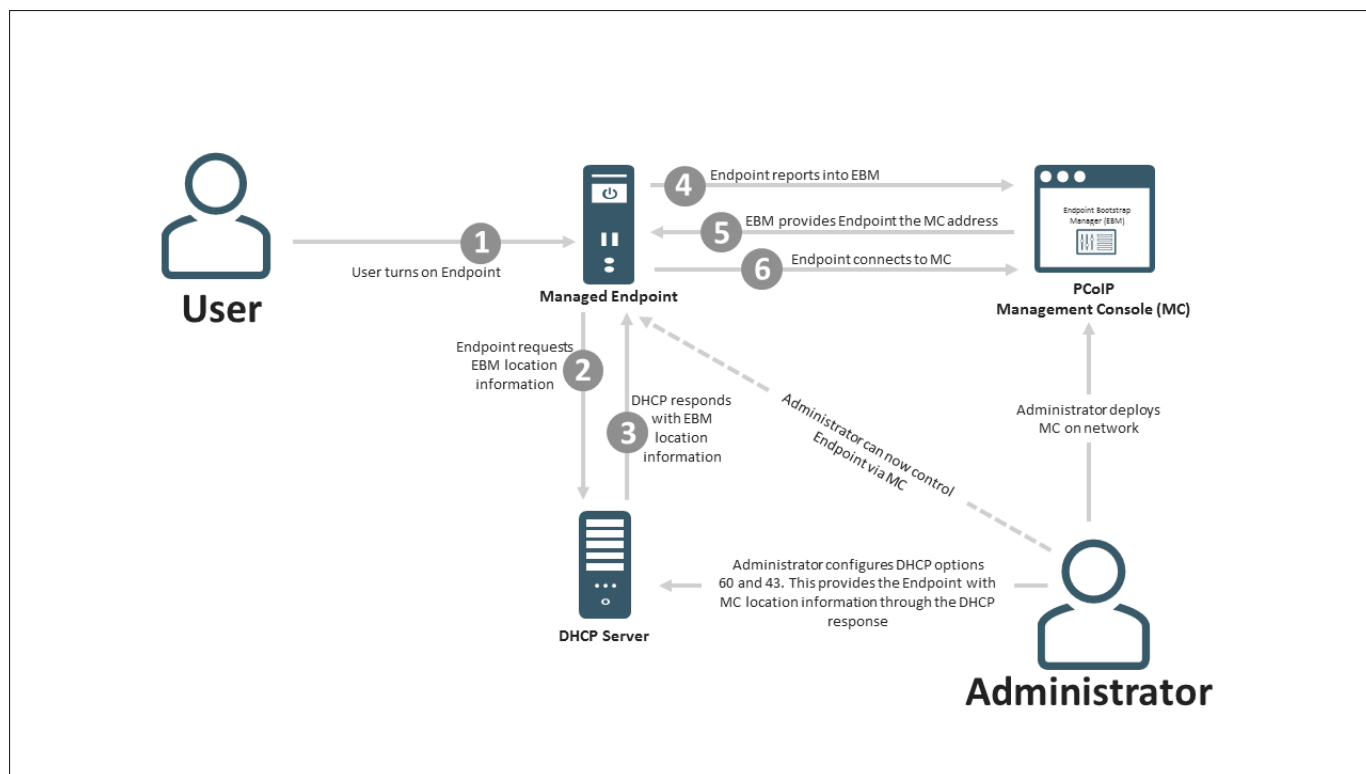 1
User turns on Endpoint
User
Managed Endpoint
4
Endpoint reports into EBM
5
EBM provides Endpoint the MC address
6
Endpoint connects to MC
Endpoint Bootstrap
Manager (EBM)
PCoIP
Management Console (MC)
Endpoint requests
EBM location
information
2
DHCP responds
with EBM
location
information
3
Administrator can now control
Endpoint via MC
Administrator deploys
MC on network
DHCP Server
Administrator configures DHCP options
60 and 43. This provides the Endpoint with
MC location information through the DHCP
response
Administrator